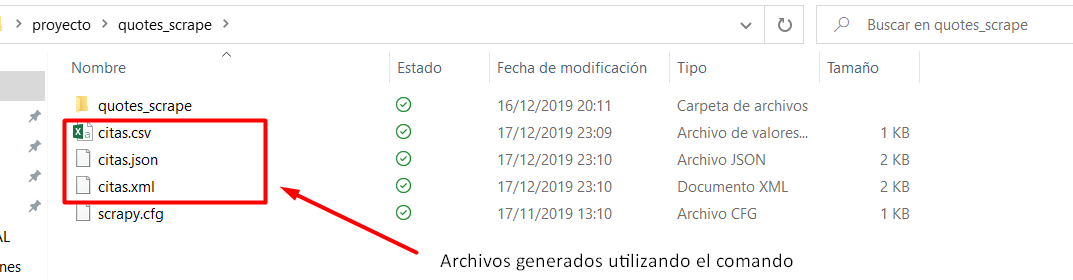 proyecto > quotes_scrape >
Buscar en quotes_scrape
Nombre Estado Fecha de modificación Tipo Tamaño
quotes_scrape 16/12/2019 20:11 Carpeta de archivos
citas.csv 17/12/2019 23:09 Archivo de valores... 1 KB
citas.json 17/12/2019 23:10 Archivo JSON 2 KB
citas.xml 17/12/2019 23:10 Documento XML 2 KB
scrapy.cfg 17/11/2019 13:10 Archivo CFG 1 KB
AL
ones
Archivos generados utilizando el comando